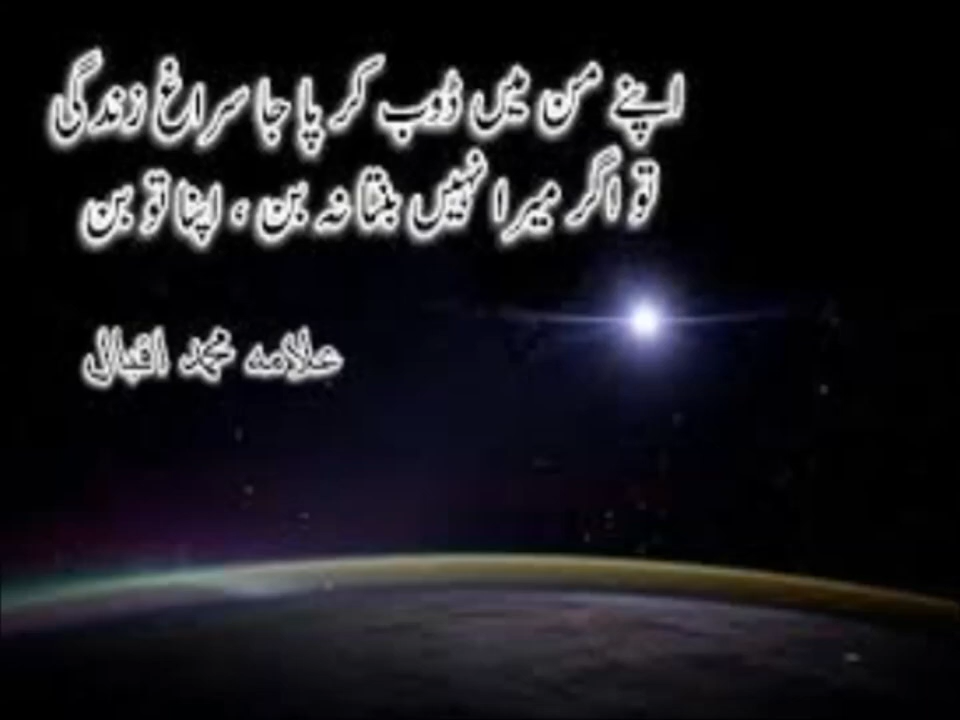 اپنے من میں ڈوب کر پا جا سراغ زندگی
تو اگر میرا نہیں بنتا نہ بن ، اپنا تو بن
علامہ محمد اقبال